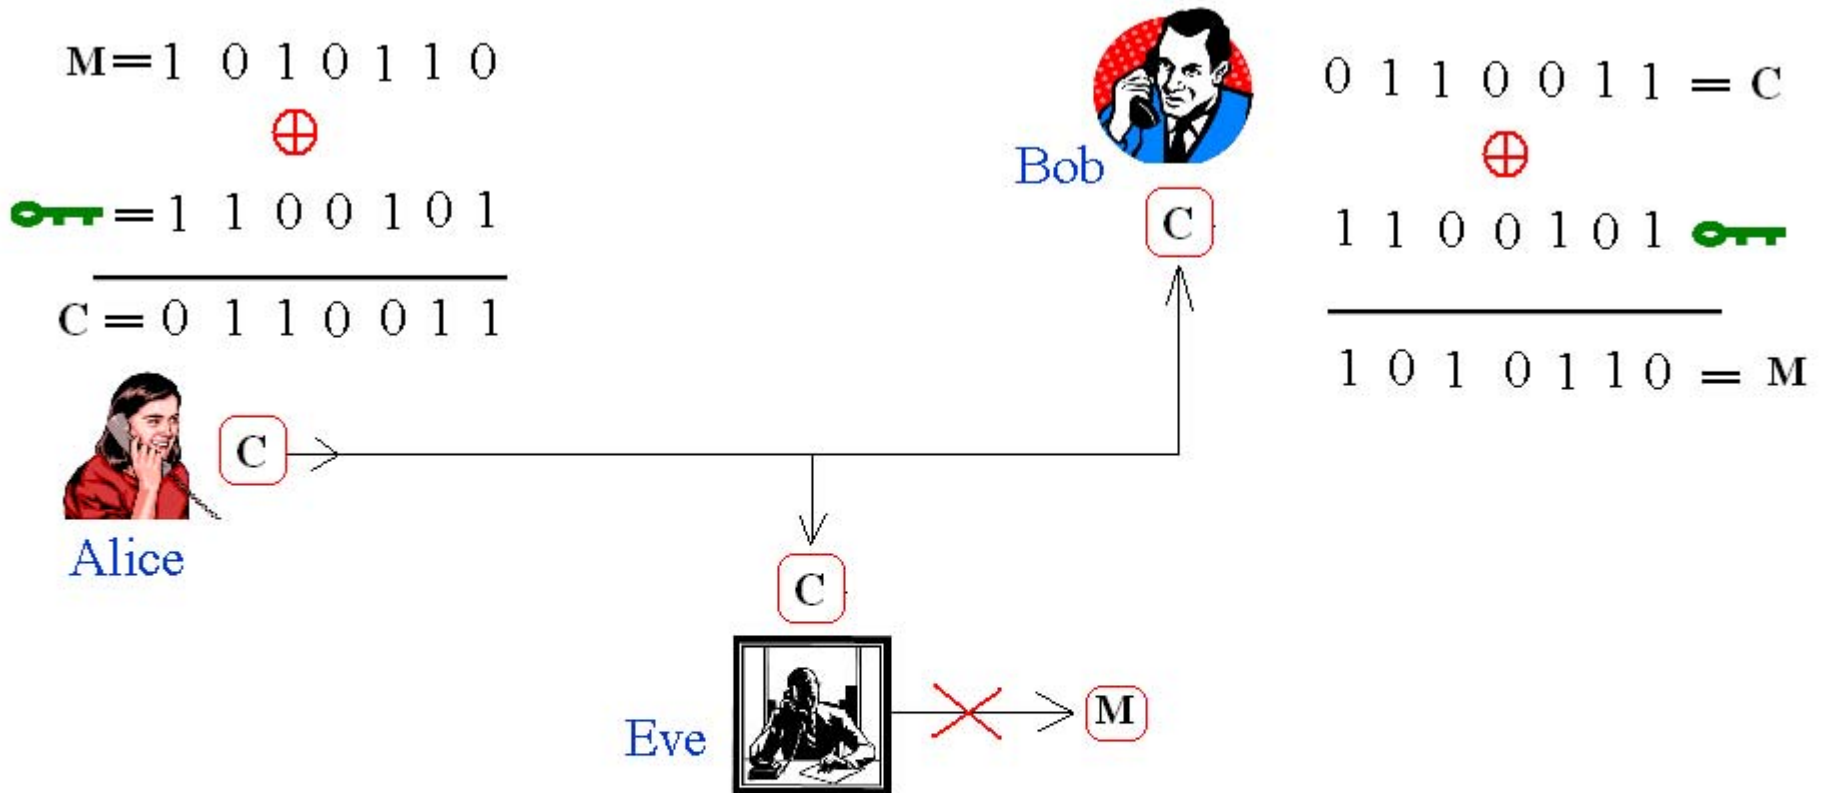 M=1 0 1 0 1 1 0
⊕
=1 1 0 0 1 0 1
C=0 1 1 0 0 1 1
Alice
C
Bob
C
0 1 1 0 0 1 1 = C
⊕
1 1 0 0 1 0 1
1 0 1 0 1 1 0 = M
C
Eve
M